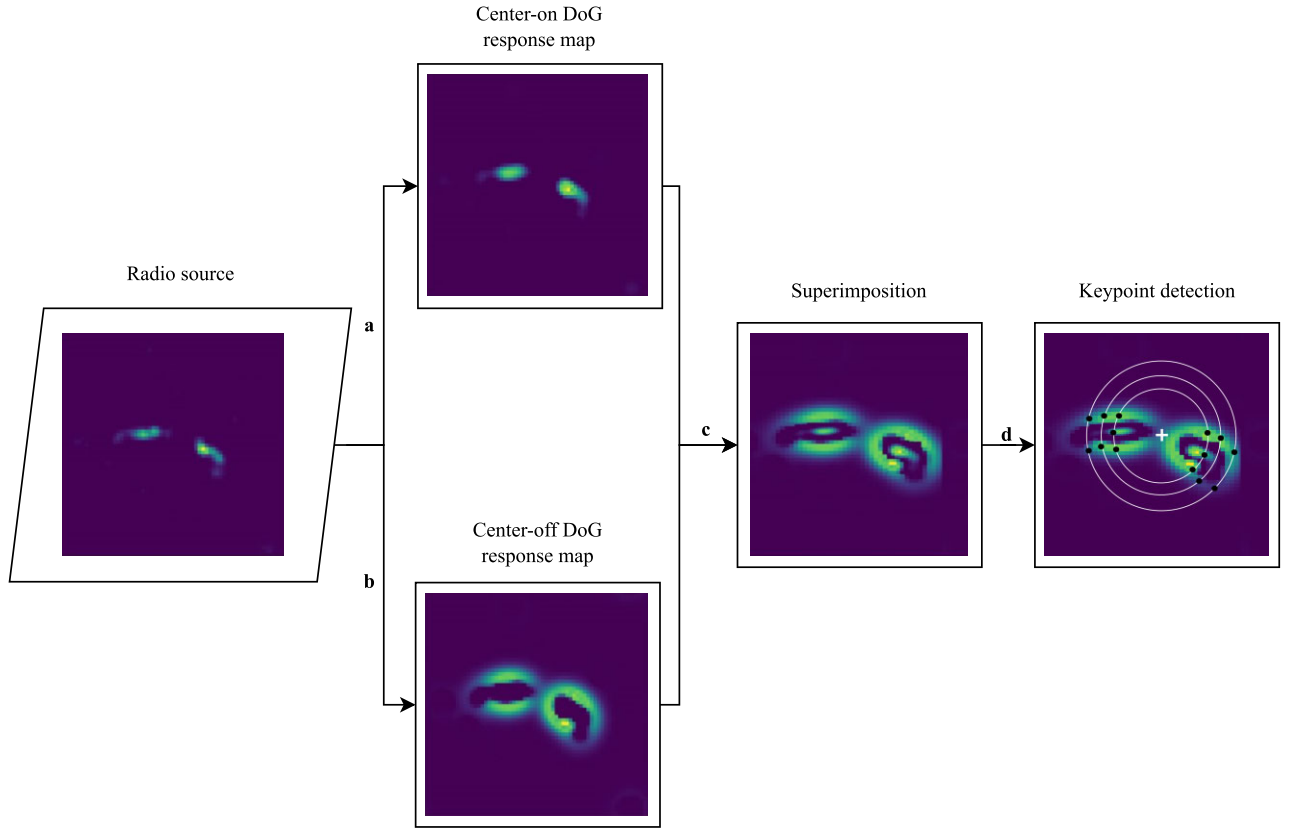 Center-on DoG
response map
Radio source
a
Superimposition
Keypoint detection
c
d
Center-off DoG
response map
b